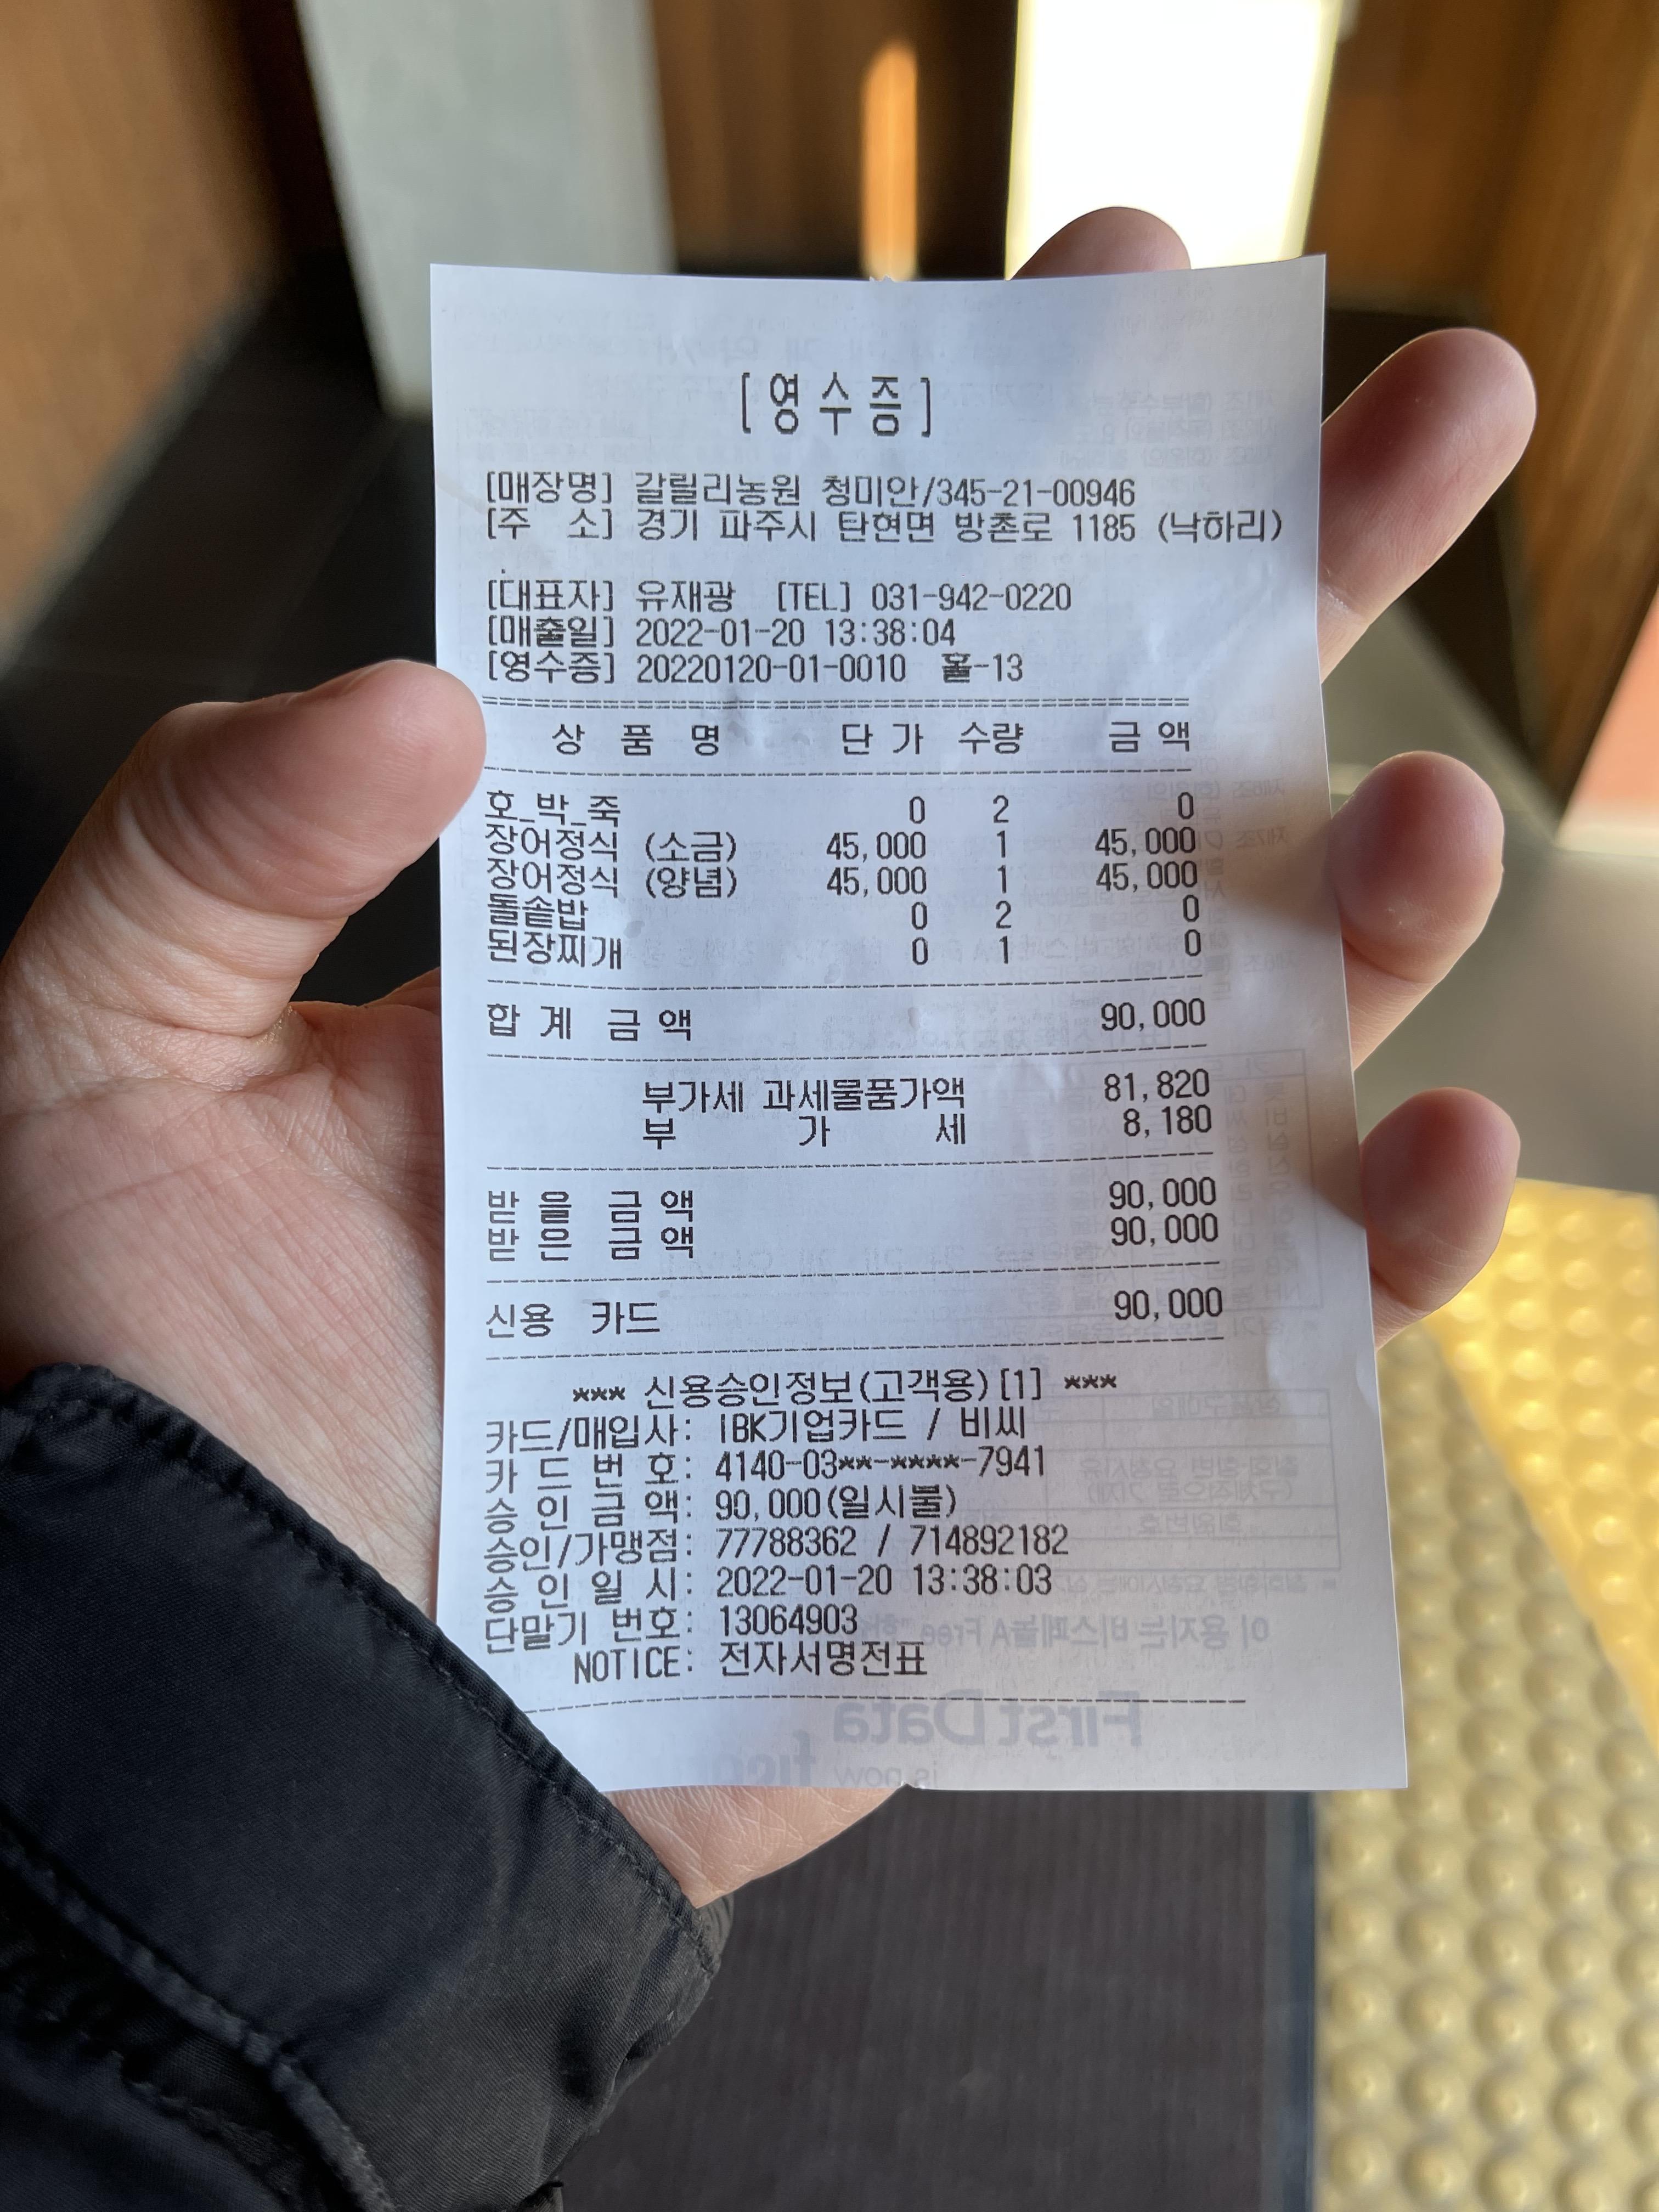 [영수증]
[매장명] 갈릴리농원 청미안/345-21-00946
[주 소] 경기 파주시 탄현면 방촌로 1185 (낙하리)
.
[대표자] 유재광 [TEL] 031-942-0220
[매출일] 2022-01-20 13:38:04
[영수증] 20220120-01-0010 홀-13
상 품 명 단 가 수량 금 액
호_박_죽 0 2 0
장어정식 (소금) 45,000 1 45,000
장어정식 (양념) 45,000 1 45,000
돌솥밥 0 2 0
된장찌개 0 1 0
합 계 금 액 90,000
부가세 과세물품가액 81,820
부 가 세 8,180
받 을 금 액 90,000
받 은 금 액 90,000
신용 카드 90,000
*** 신용승인정보(고객용)[1] ***
카드/매입사: IBK기업카드 / 비씨
카 드 번 호: 4140-03**-****-7941
승 인 금 액: 90,000(일시불)
승인/가맹점: 77788362 / 714892182
승 인 일 시: 2022-01-20 13:38:03
단말기 번호: 13064903
NOTICE: 전자서명전표
First Data
is now